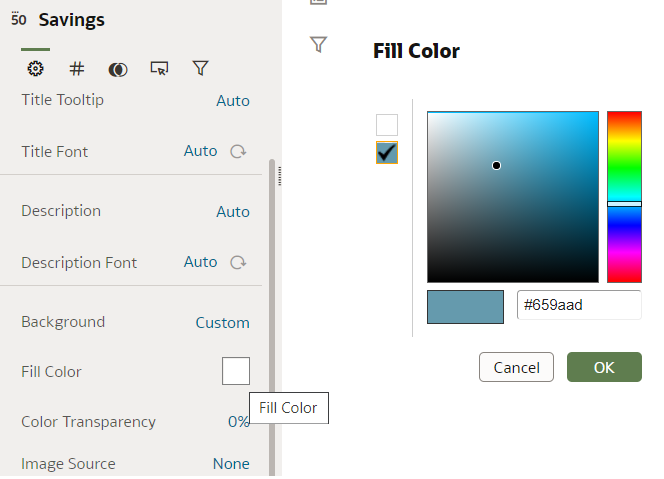 50 Savings
Title Tooltip Auto
Title Font Auto
Description Auto
Description Font Auto
Background Custom
Fill Color
Fill Color
Color Transparency 0%
Image Source None
Fill Color
#659aad
Cancel OK